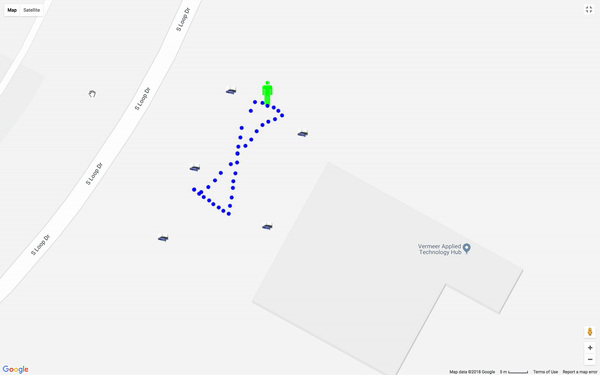 Map Satellite
S Loop Dr
S Loop Dr
S Loop Dr
S Loop Dr
Vermeer Applied
Technology Hub
Google
Map data ©2018 Google 5 m Terms of Use Report a map error